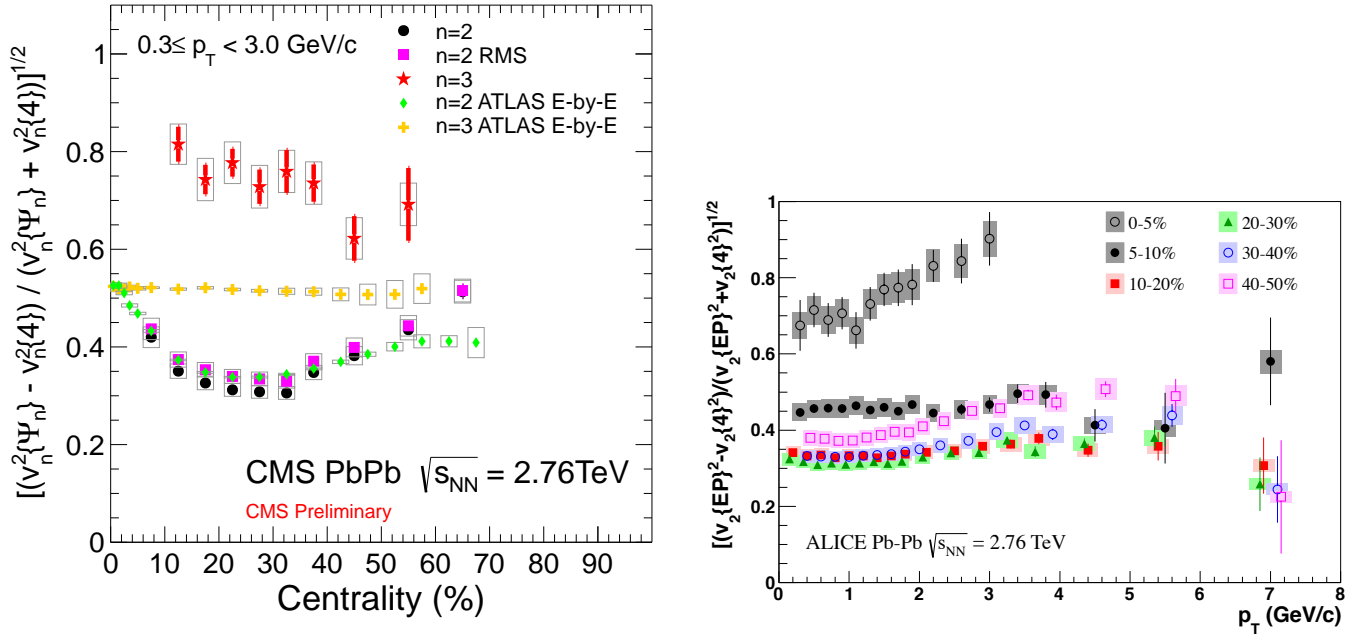 [(v_n^2{Ψ_n} - v_n^2{4}) / (v_n^2{Ψ_n} + v_n^2{4})]^{1/2}
1
0.8
0.6
0.4
0.2
0
0.3≤ p_T < 3.0 GeV/c
n=2
n=2 RMS
n=3
n=2 ATLAS E-by-E
n=3 ATLAS E-by-E
CMS PbPb √s_NN = 2.76TeV
CMS Preliminary
0 10 20 30 40 50 60 70 80 90
Centrality (%)
[(v_2{EP}^2-v_2{4}^2)/(v_2{EP}^2+v_2{4}^2)]^{1/2}
1
0.8
0.6
0.4
0.2
0
0-5%
5-10%
10-20%
20-30%
30-40%
40-50%
ALICE Pb-Pb √s_NN = 2.76 TeV
0 1 2 3 4 5 6 7 8
p_T (GeV/c)